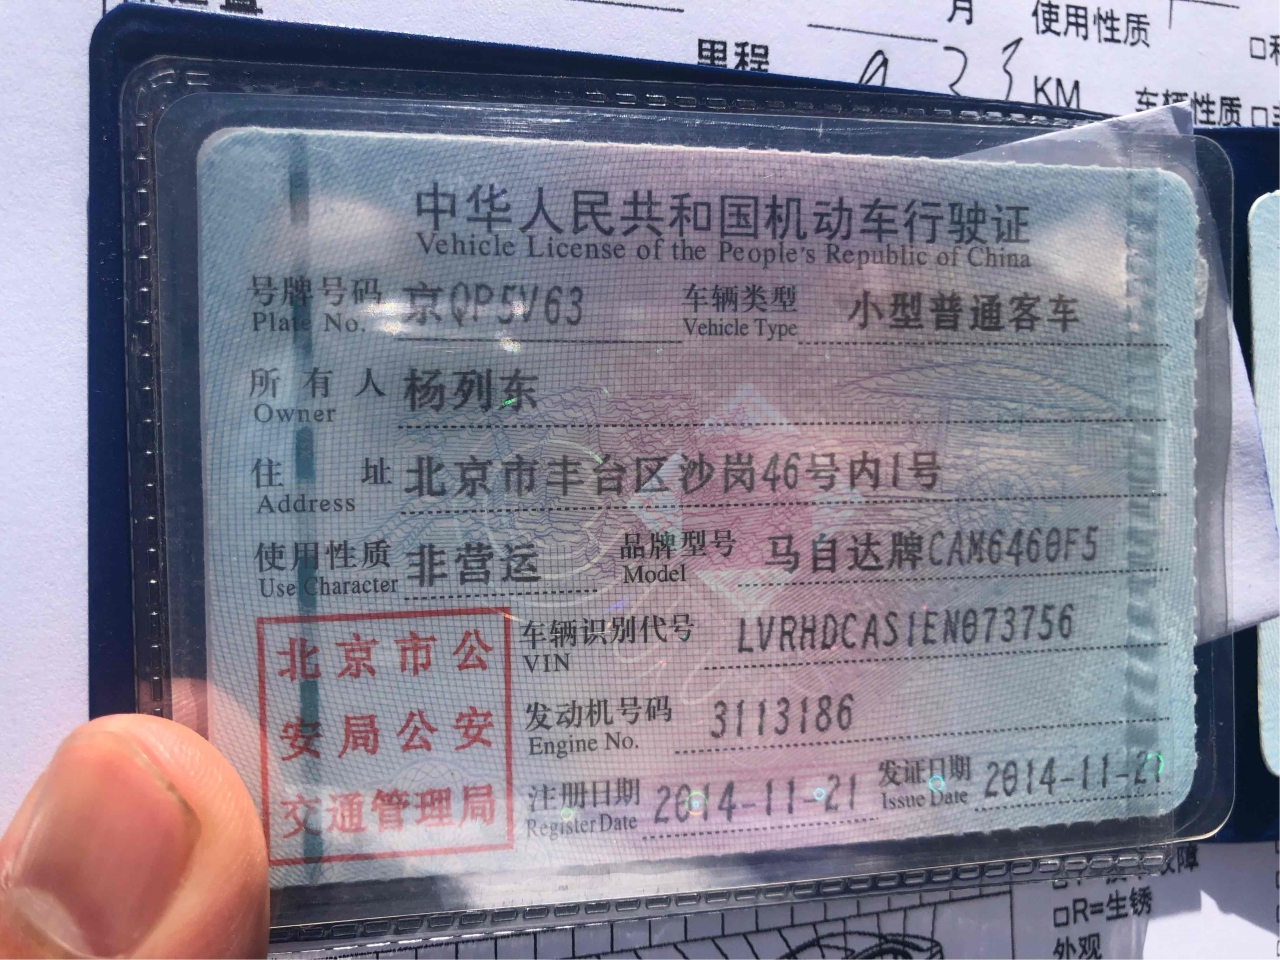 月 使用性质
里程 933 KM 车辆性质
中华人民共和国机动车行驶证
Vehicle License of the People's Republic of China
号牌号码 京QP5V63 车辆类型 小型普通客车
Plate No. Vehicle Type
所有人 杨列东
Owner
住址 北京市丰台区沙岗46号内1号
Address
使用性质 非营运 品牌型号 马自达牌CAM6460F5
Use Character Model
车辆识别代号 LVRHDCAS1EN073756
VIN
发动机号码 3113186
Engine No.
注册日期 2014-11-21 发证日期 2014-11-21
Register Date Issue Date
北京市公
安局公安
交通管理局
□R=生锈
外观